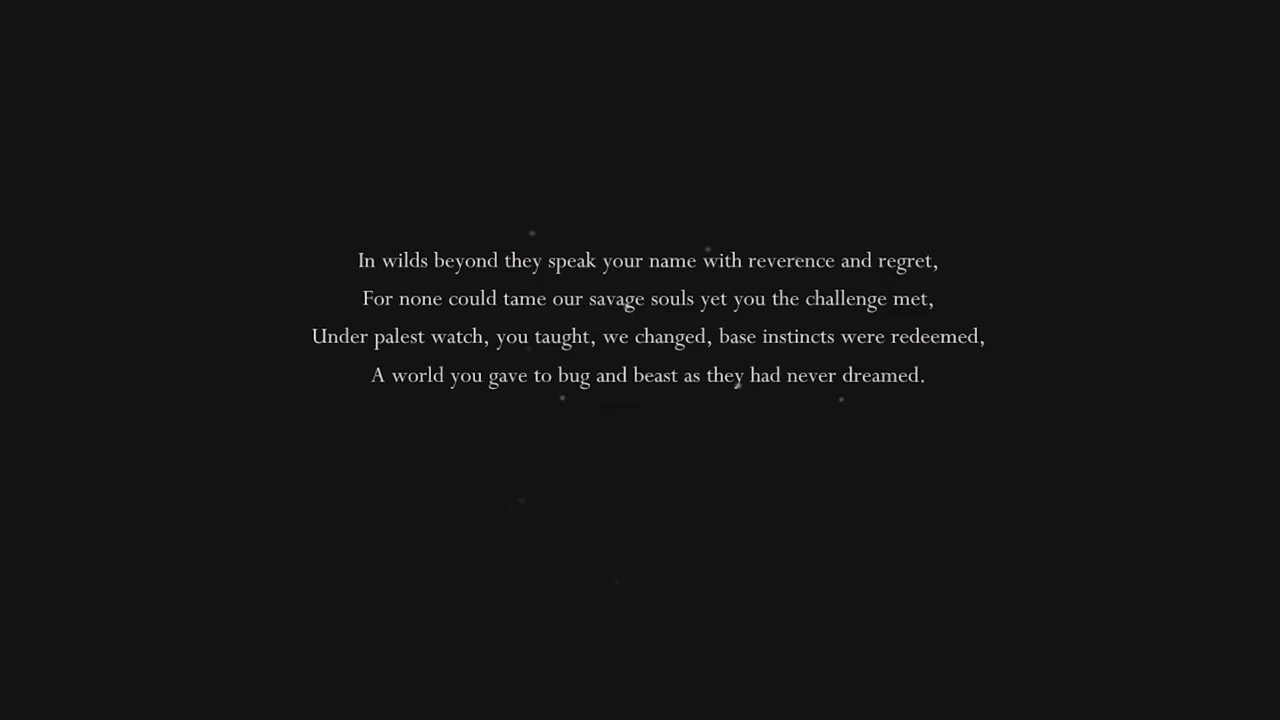 In wilds beyond they speak your name with reverence and regret,
For none could tame our savage souls yet you the challenge met,
Under palest watch, you taught, we changed, base instincts were redeemed,
A world you gave to bug and beast as they had never dreamed.